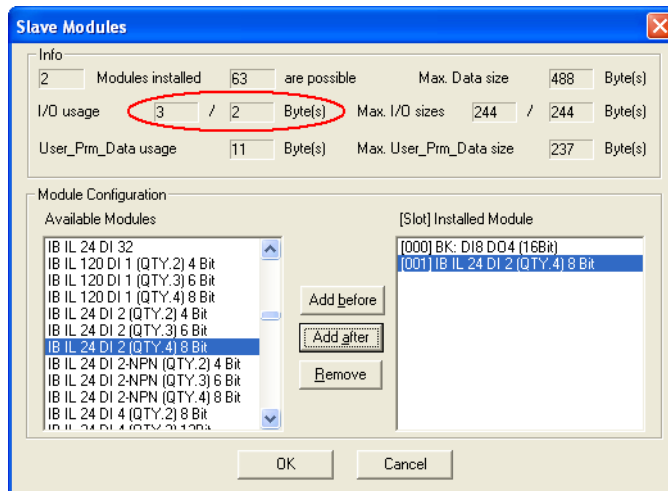 Slave Modules
Info
2 Modules installed 63 are possible Max. Data size 488 Byte(s)
I/O usage 3 / 2 Byte(s) Max. I/O sizes 244 / 244 Byte(s)
User_Prm_Data usage 11 Byte(s) Max. User_Prm_Data size 237 Byte(s)
Module Configuration
Available Modules
IB IL 24 DI 32
IB IL 120 DI 1 (QTY.2) 4 Bit
IB IL 120 DI 1 (QTY.3) 6 Bit
IB IL 120 DI 1 (QTY.4) 8 Bit
IB IL 24 DI 2 (QTY.2) 4 Bit
IB IL 24 DI 2 (QTY.3) 6 Bit
IB IL 24 DI 2 (QTY.4) 8 Bit
IB IL 24 DI 2-NPN (QTY.2) 4 Bit
IB IL 24 DI 2-NPN (QTY.3) 6 Bit
IB IL 24 DI 2-NPN (QTY.4) 8 Bit
IB IL 24 DI 4 (QTY.2) 8 Bit
IB IL 24 DI 4 (QTY.3) 12Bit
Add before
Add after
Remove
[Slot] Installed Module
[000] BK: DI8 DO4 (16Bit)
[001] IB IL 24 DI 2 (QTY.4) 8 Bit
OK Cancel